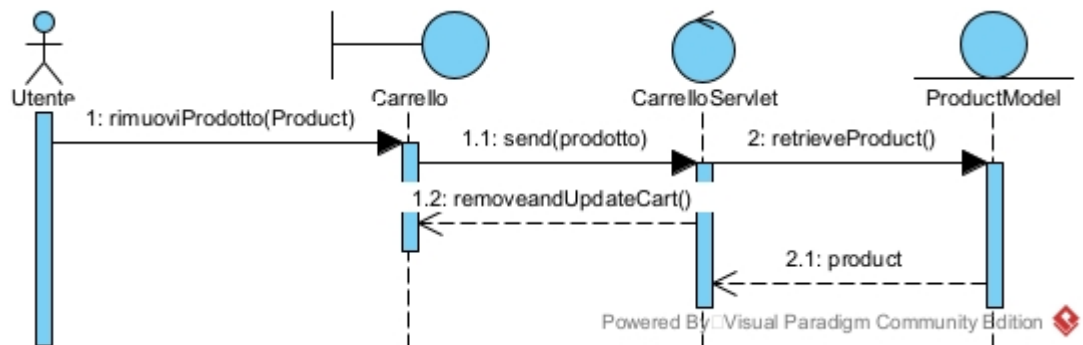 Utente
Carrello
CarrelloServlet
ProductModel
1: rimuoviProdotto(Product)
1.1: send(prodotto)
2: retrieveProduct()
1.2: removeandUpdateCart()
2.1: product
Powered By Visual Paradigm Community Edition